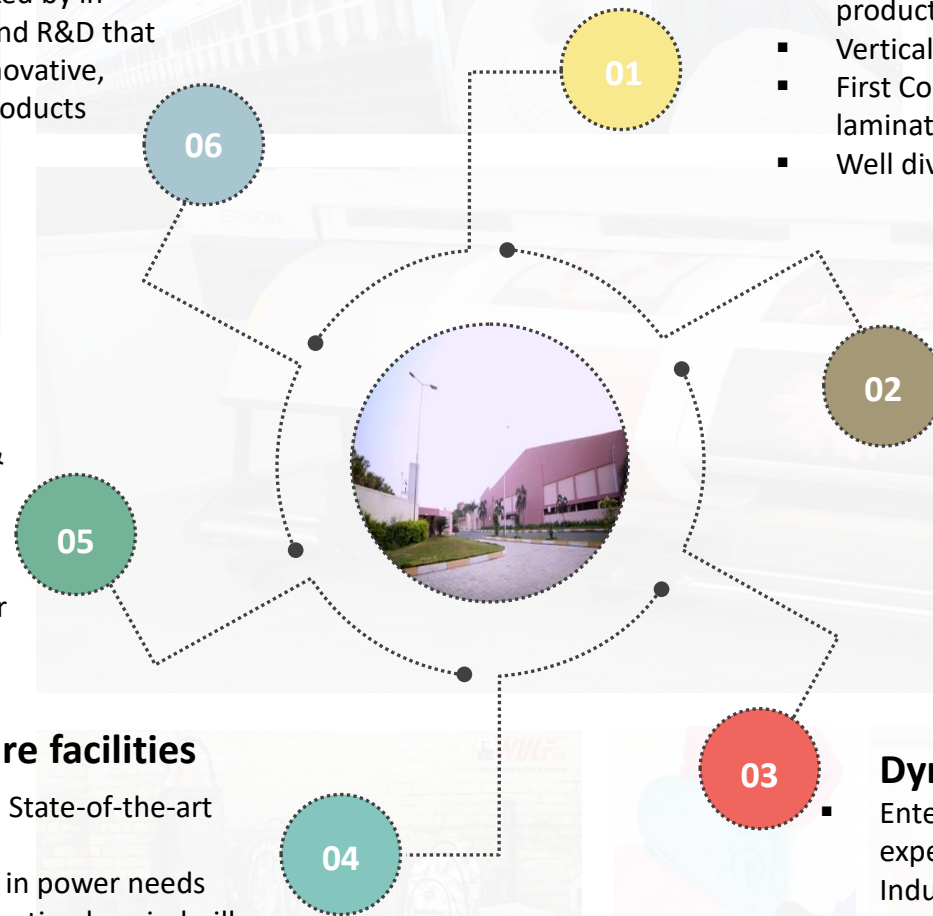 nd R&D that
novative,
oducts
06
01
product
Vertical
First Co
laminat
Well div
02
&
05
r
re facilities
State-of-the-art
in power needs
04
03
Dyn
Ente
expe
Indu